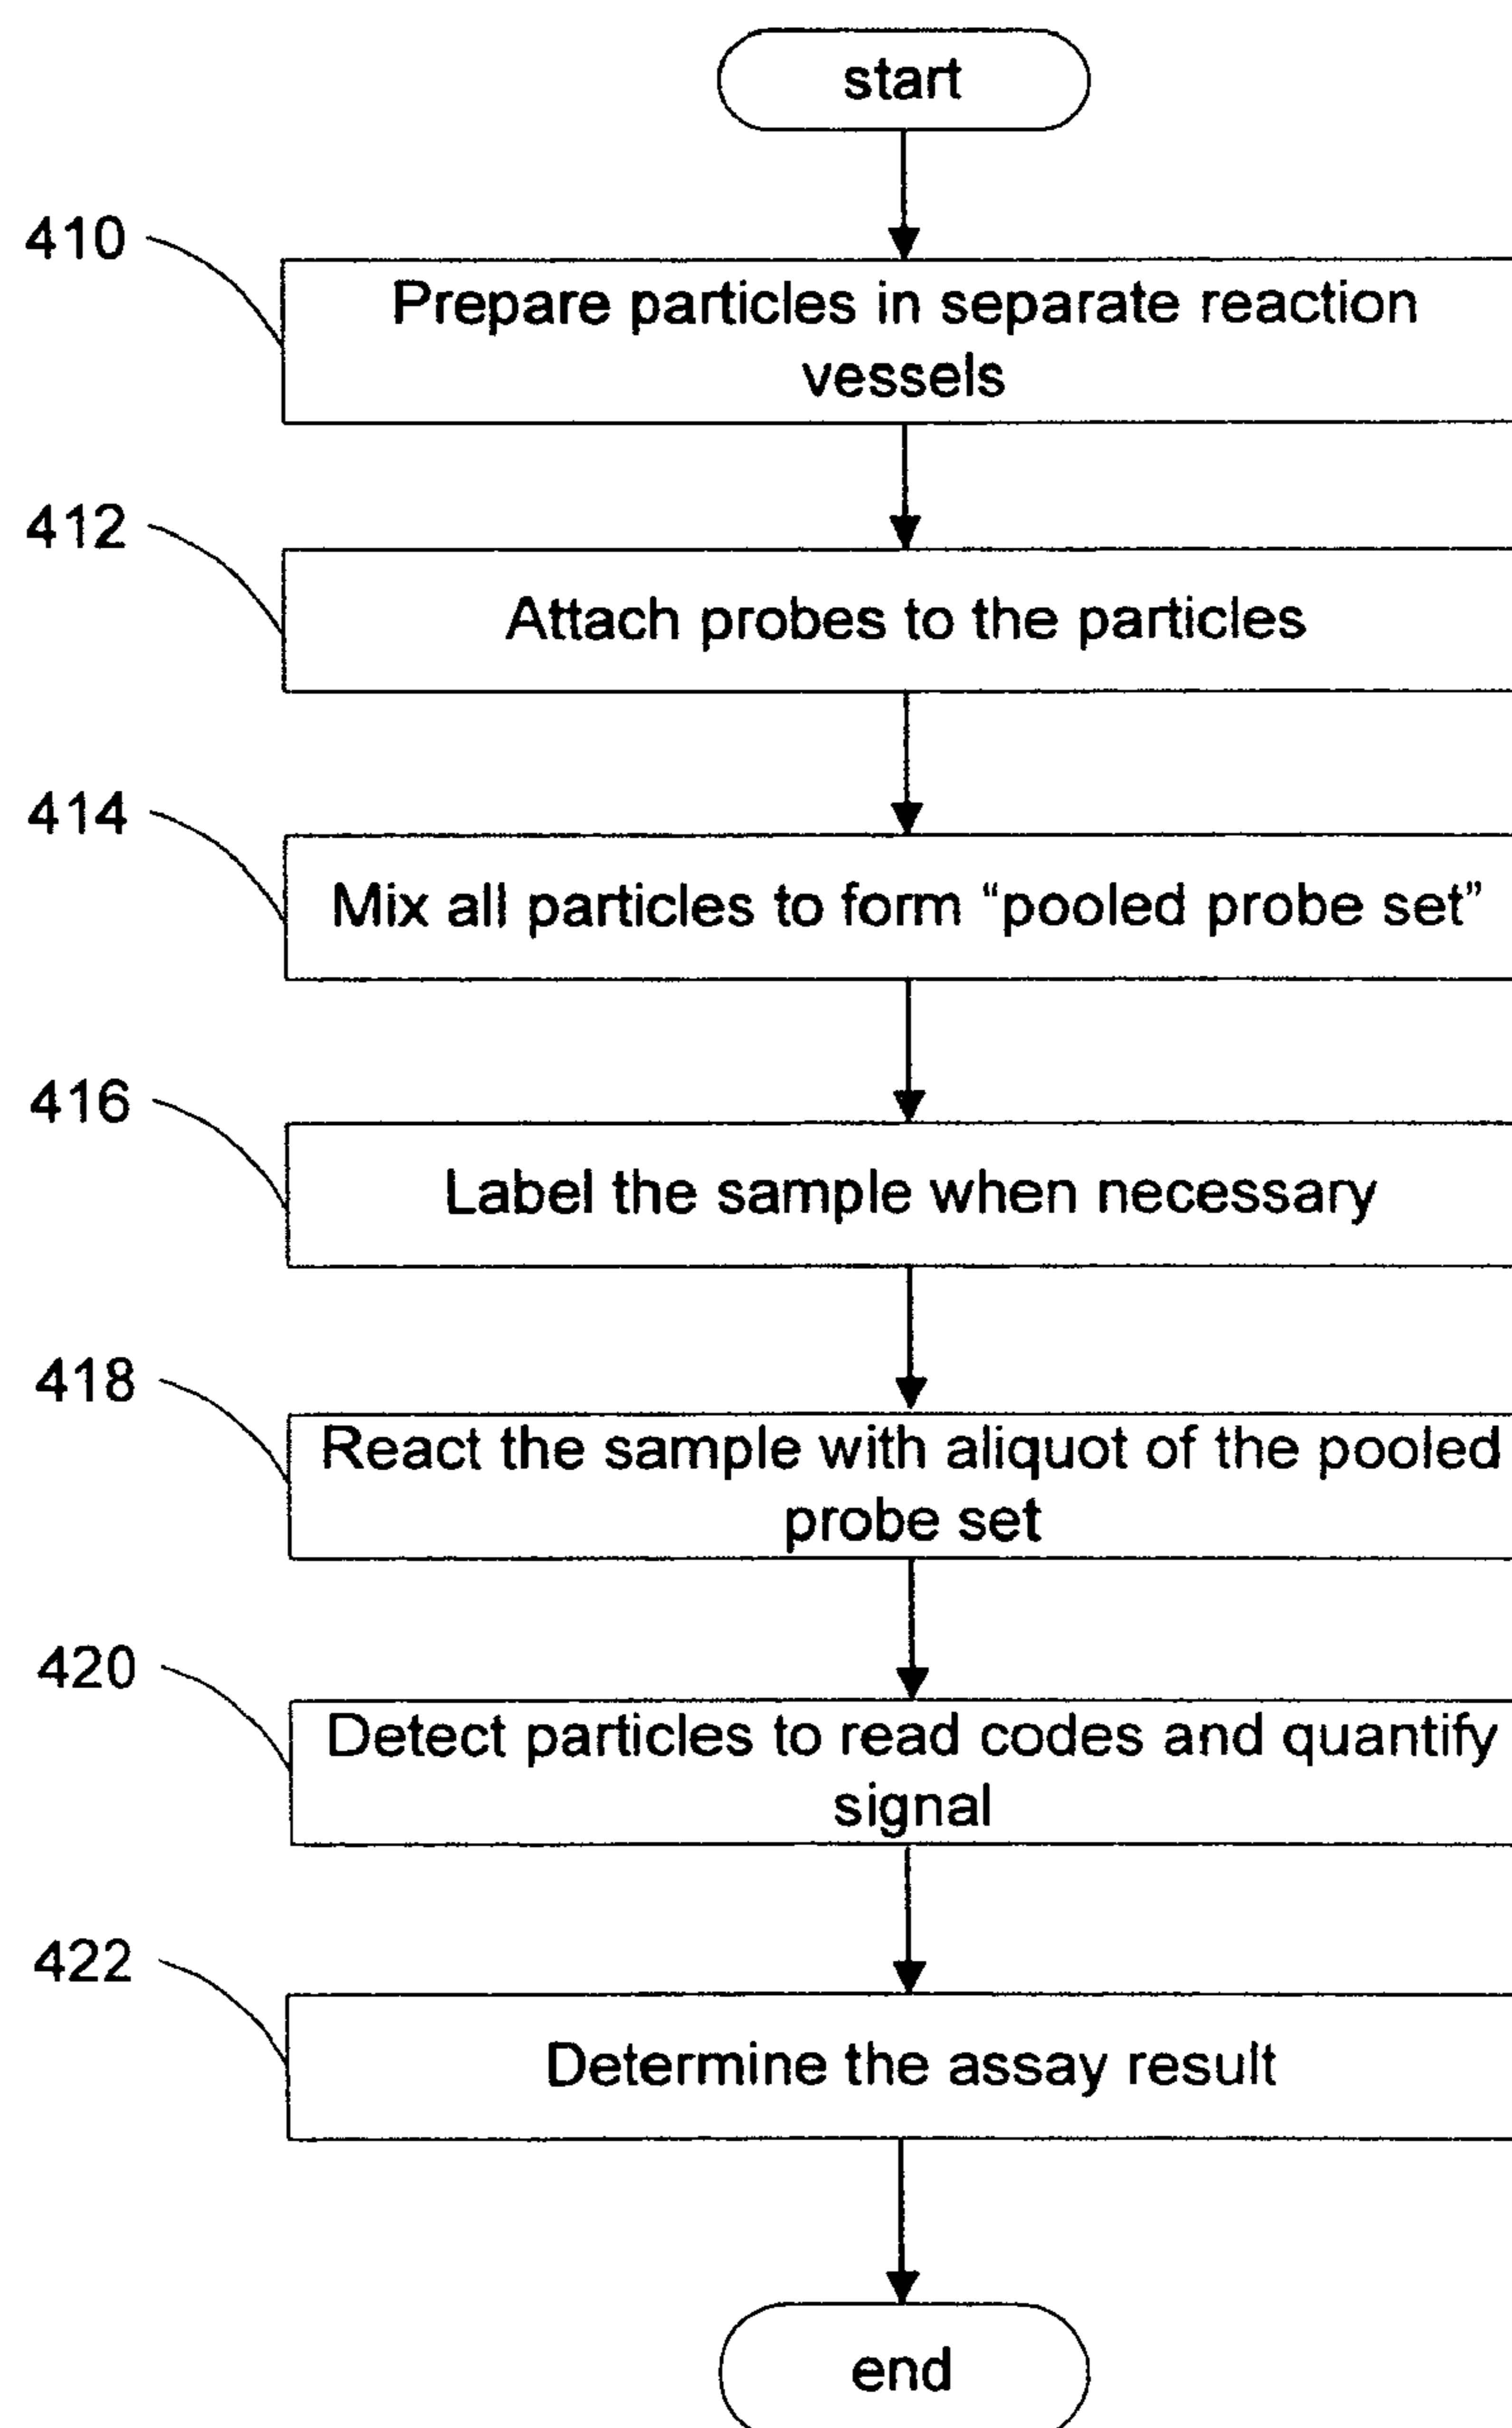 start
410
Prepare particles in separate reaction
vessels
412
Attach probes to the particles
414
Mix all particles to form “pooled probe set”
416
Label the sample when necessary
418
React the sample with aliquot of the pooled
probe set
420
Detect particles to read codes and quantify
signal
422
Determine the assay result
end